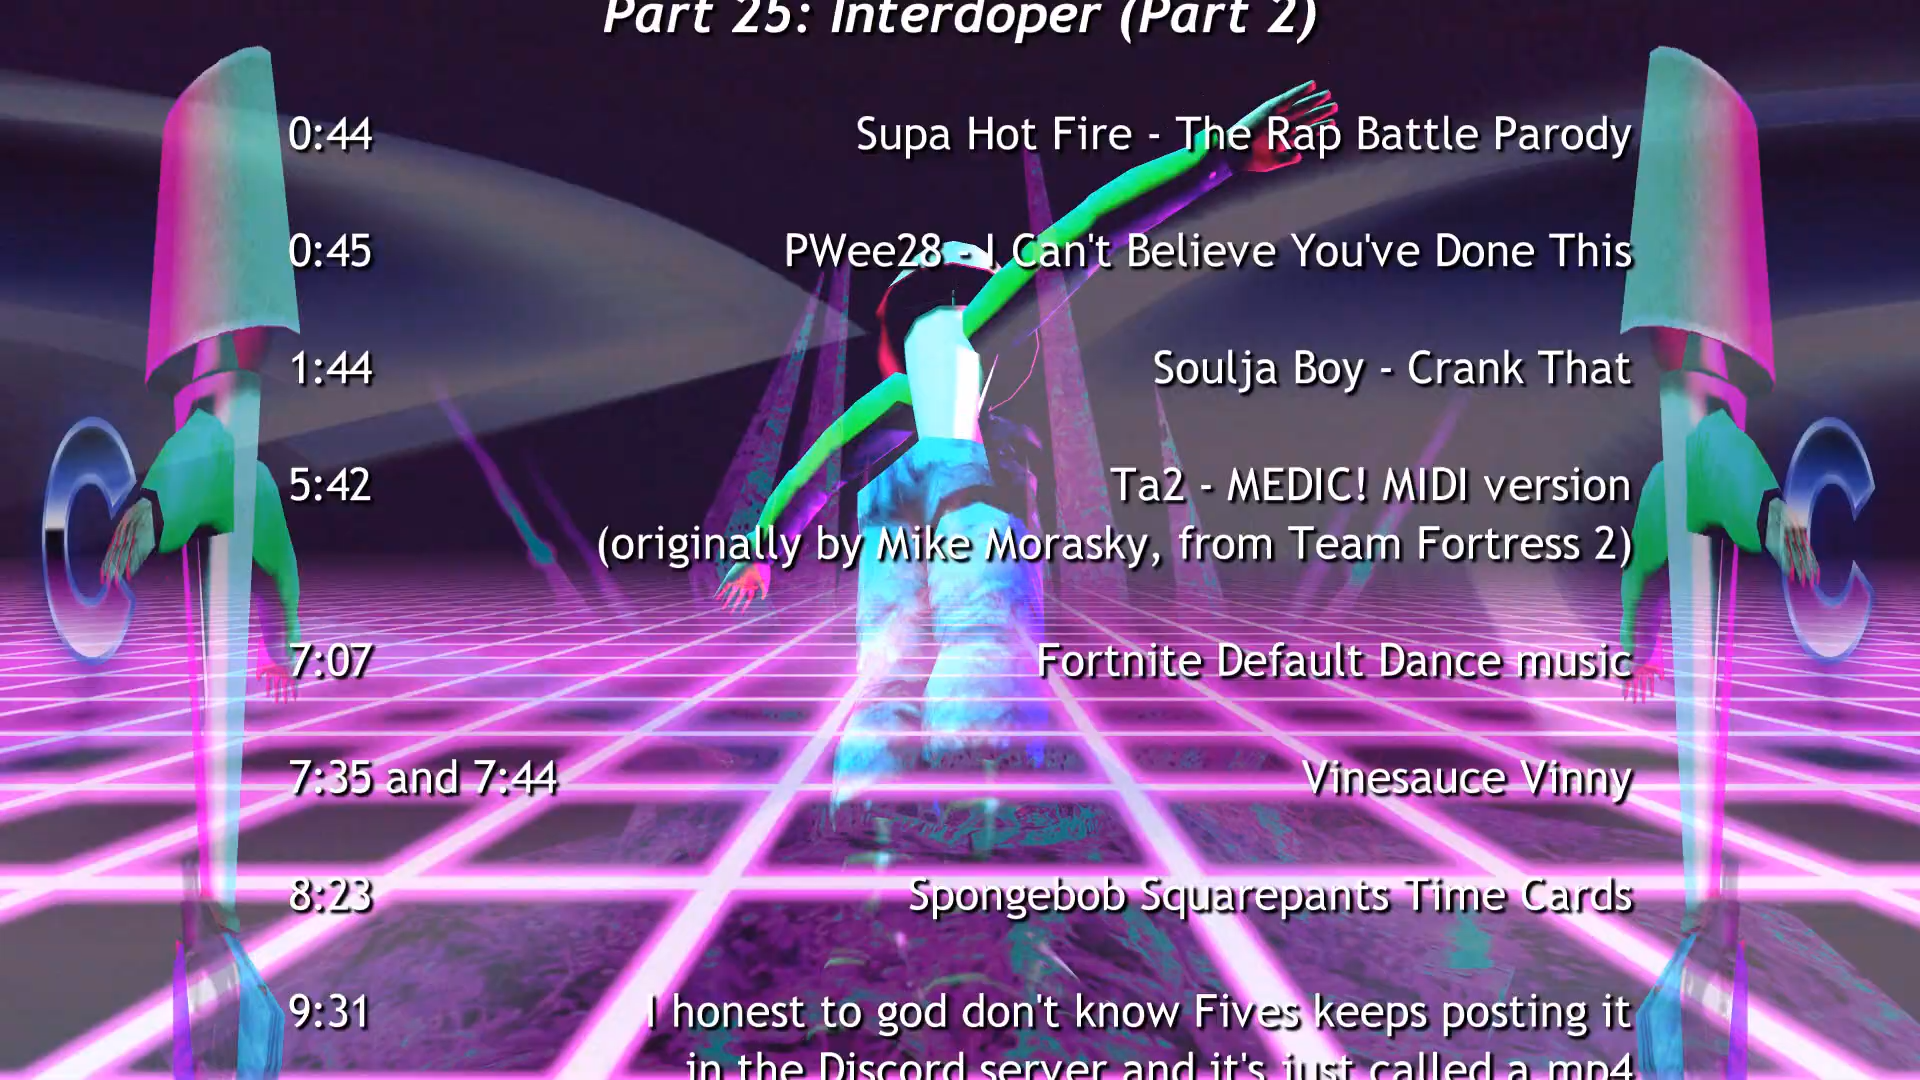 Part 25: Interdoper (Part 2)
0:44 Supa Hot Fire - The Rap Battle Parody
0:45 PWee28 - I Can't Believe You've Done This
1:44 Soulja Boy - Crank That
5:42 Ta2 - MEDIC! MIDI version
(originally by Mike Morasky, from Team Fortress 2)
7:07 Fortnite Default Dance music
7:35 and 7:44 Vinesauce Vinny
8:23 Spongebob Squarepants Time Cards
9:31 I honest to god don't know Fives keeps posting it
in the Discord server and it's just called a mp4
C C